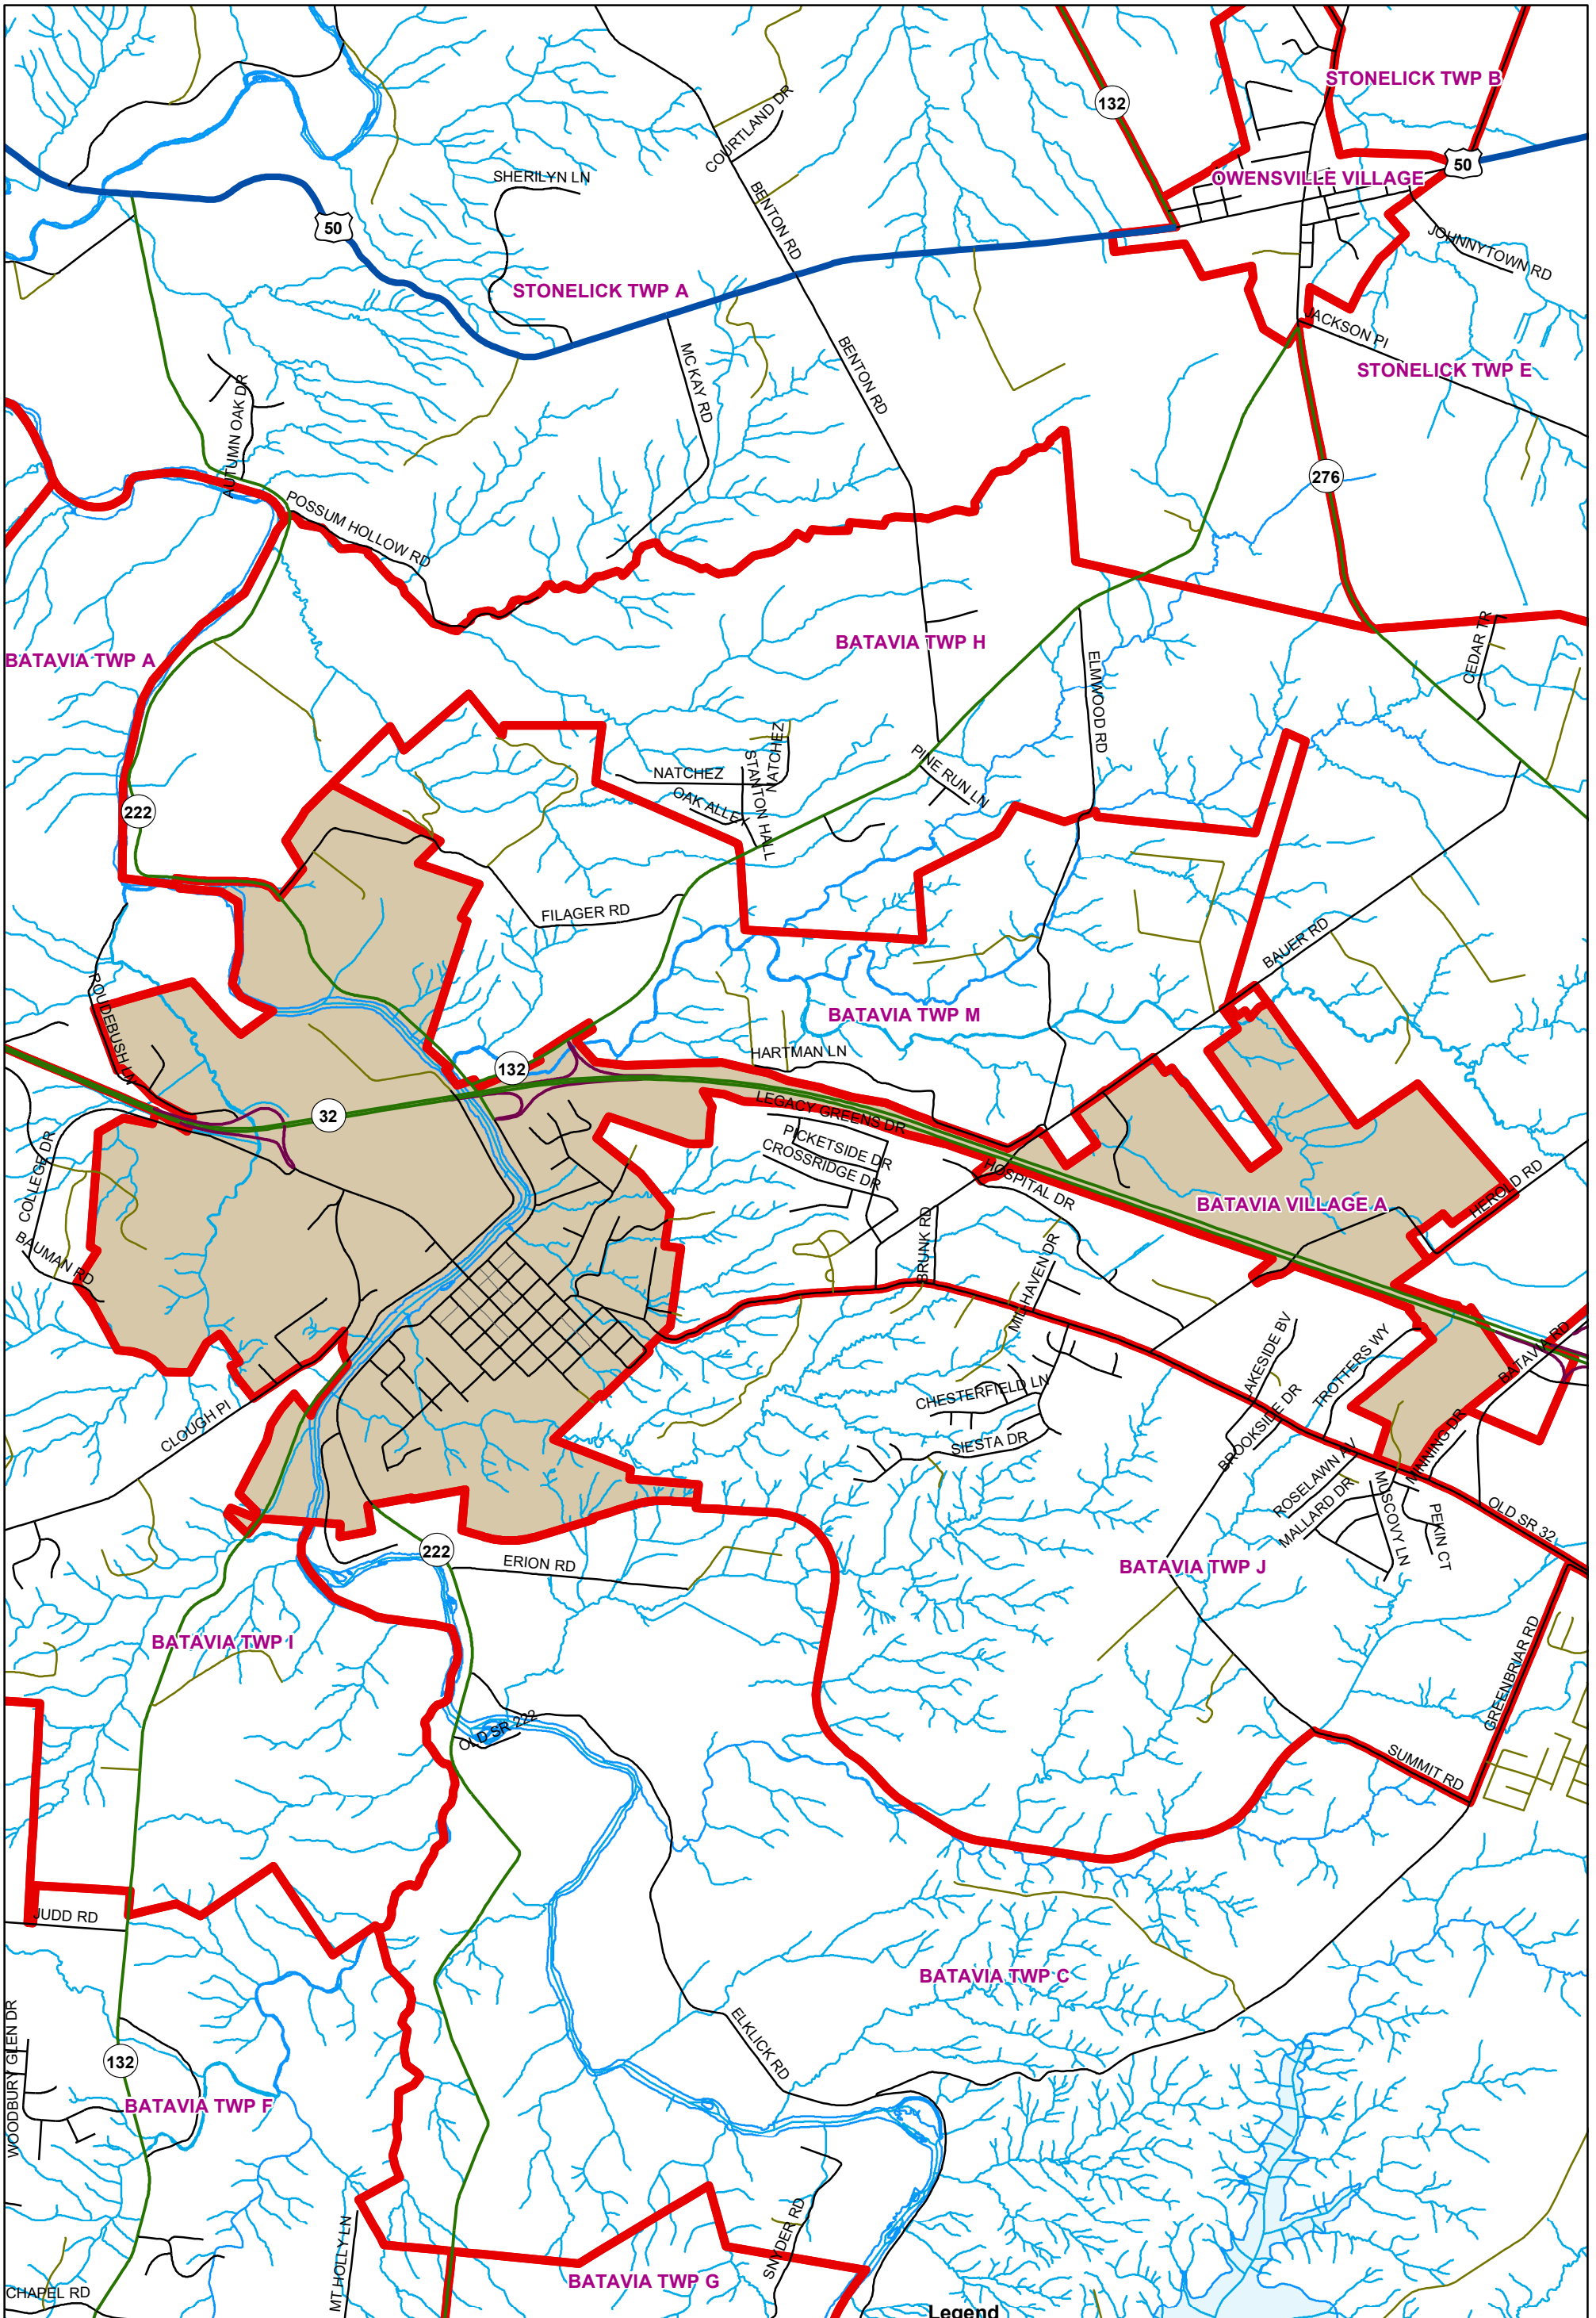 STONELICK TWP B
132
COURTLAND DR
50
SHERILYN LN
OWENSVILLE VILLAGE
BENTON RD
50
JOHNNYTOWN RD
STONELICK TWP A
JACKSON PI
MC KAY RD
BENTON RD
STONELICK TWP E
AUTUMN OAK DR
276
POSSUM HOLLOW RD
BATAVIA TWP H
BATAVIA TWP A
CEDAR TR
ELMWOOD RD
NATCHEZ
NATCHEZ
STANTON HALL
PINE RUN LN
OAK ALLEY
222
FILAGER RD
BAUER RD
BATAVIA TWP M
ROUDEBUSH LN
HARTMAN LN
132
32
LEGACY GREENS DR
PICKETSIDE DR
CROSSRIDGE DR
HOSPITAL DR
COLLEGE DR
BATAVIA VILLAGE A
HEROLD RD
BRUNK RD
BAUMAN RD
MILHAVEN DR
LAKESIDE BV
TROTTERS WY
BATAVIA RD
CHESTERFIELD LN
BROOKSIDE DR
CLOUGH PI
SIESTA DR
MINNING DR
ROSELAWN AV
MALLARD DR
MUSCOVY LN
PEKIN CT
OLD SR 32
222
ERION RD
BATAVIA TWP J
BATAVIA TWP I
GREENBRIAR RD
OLD SR 222
SUMMIT RD
JUDD RD
BATAVIA TWP C
WOODBURY GLEN DR
ELKLICK RD
132
BATAVIA TWP F
MT HOLLY LN
SNYDER RD
BATAVIA TWP G
CHAPEL RD
Legend